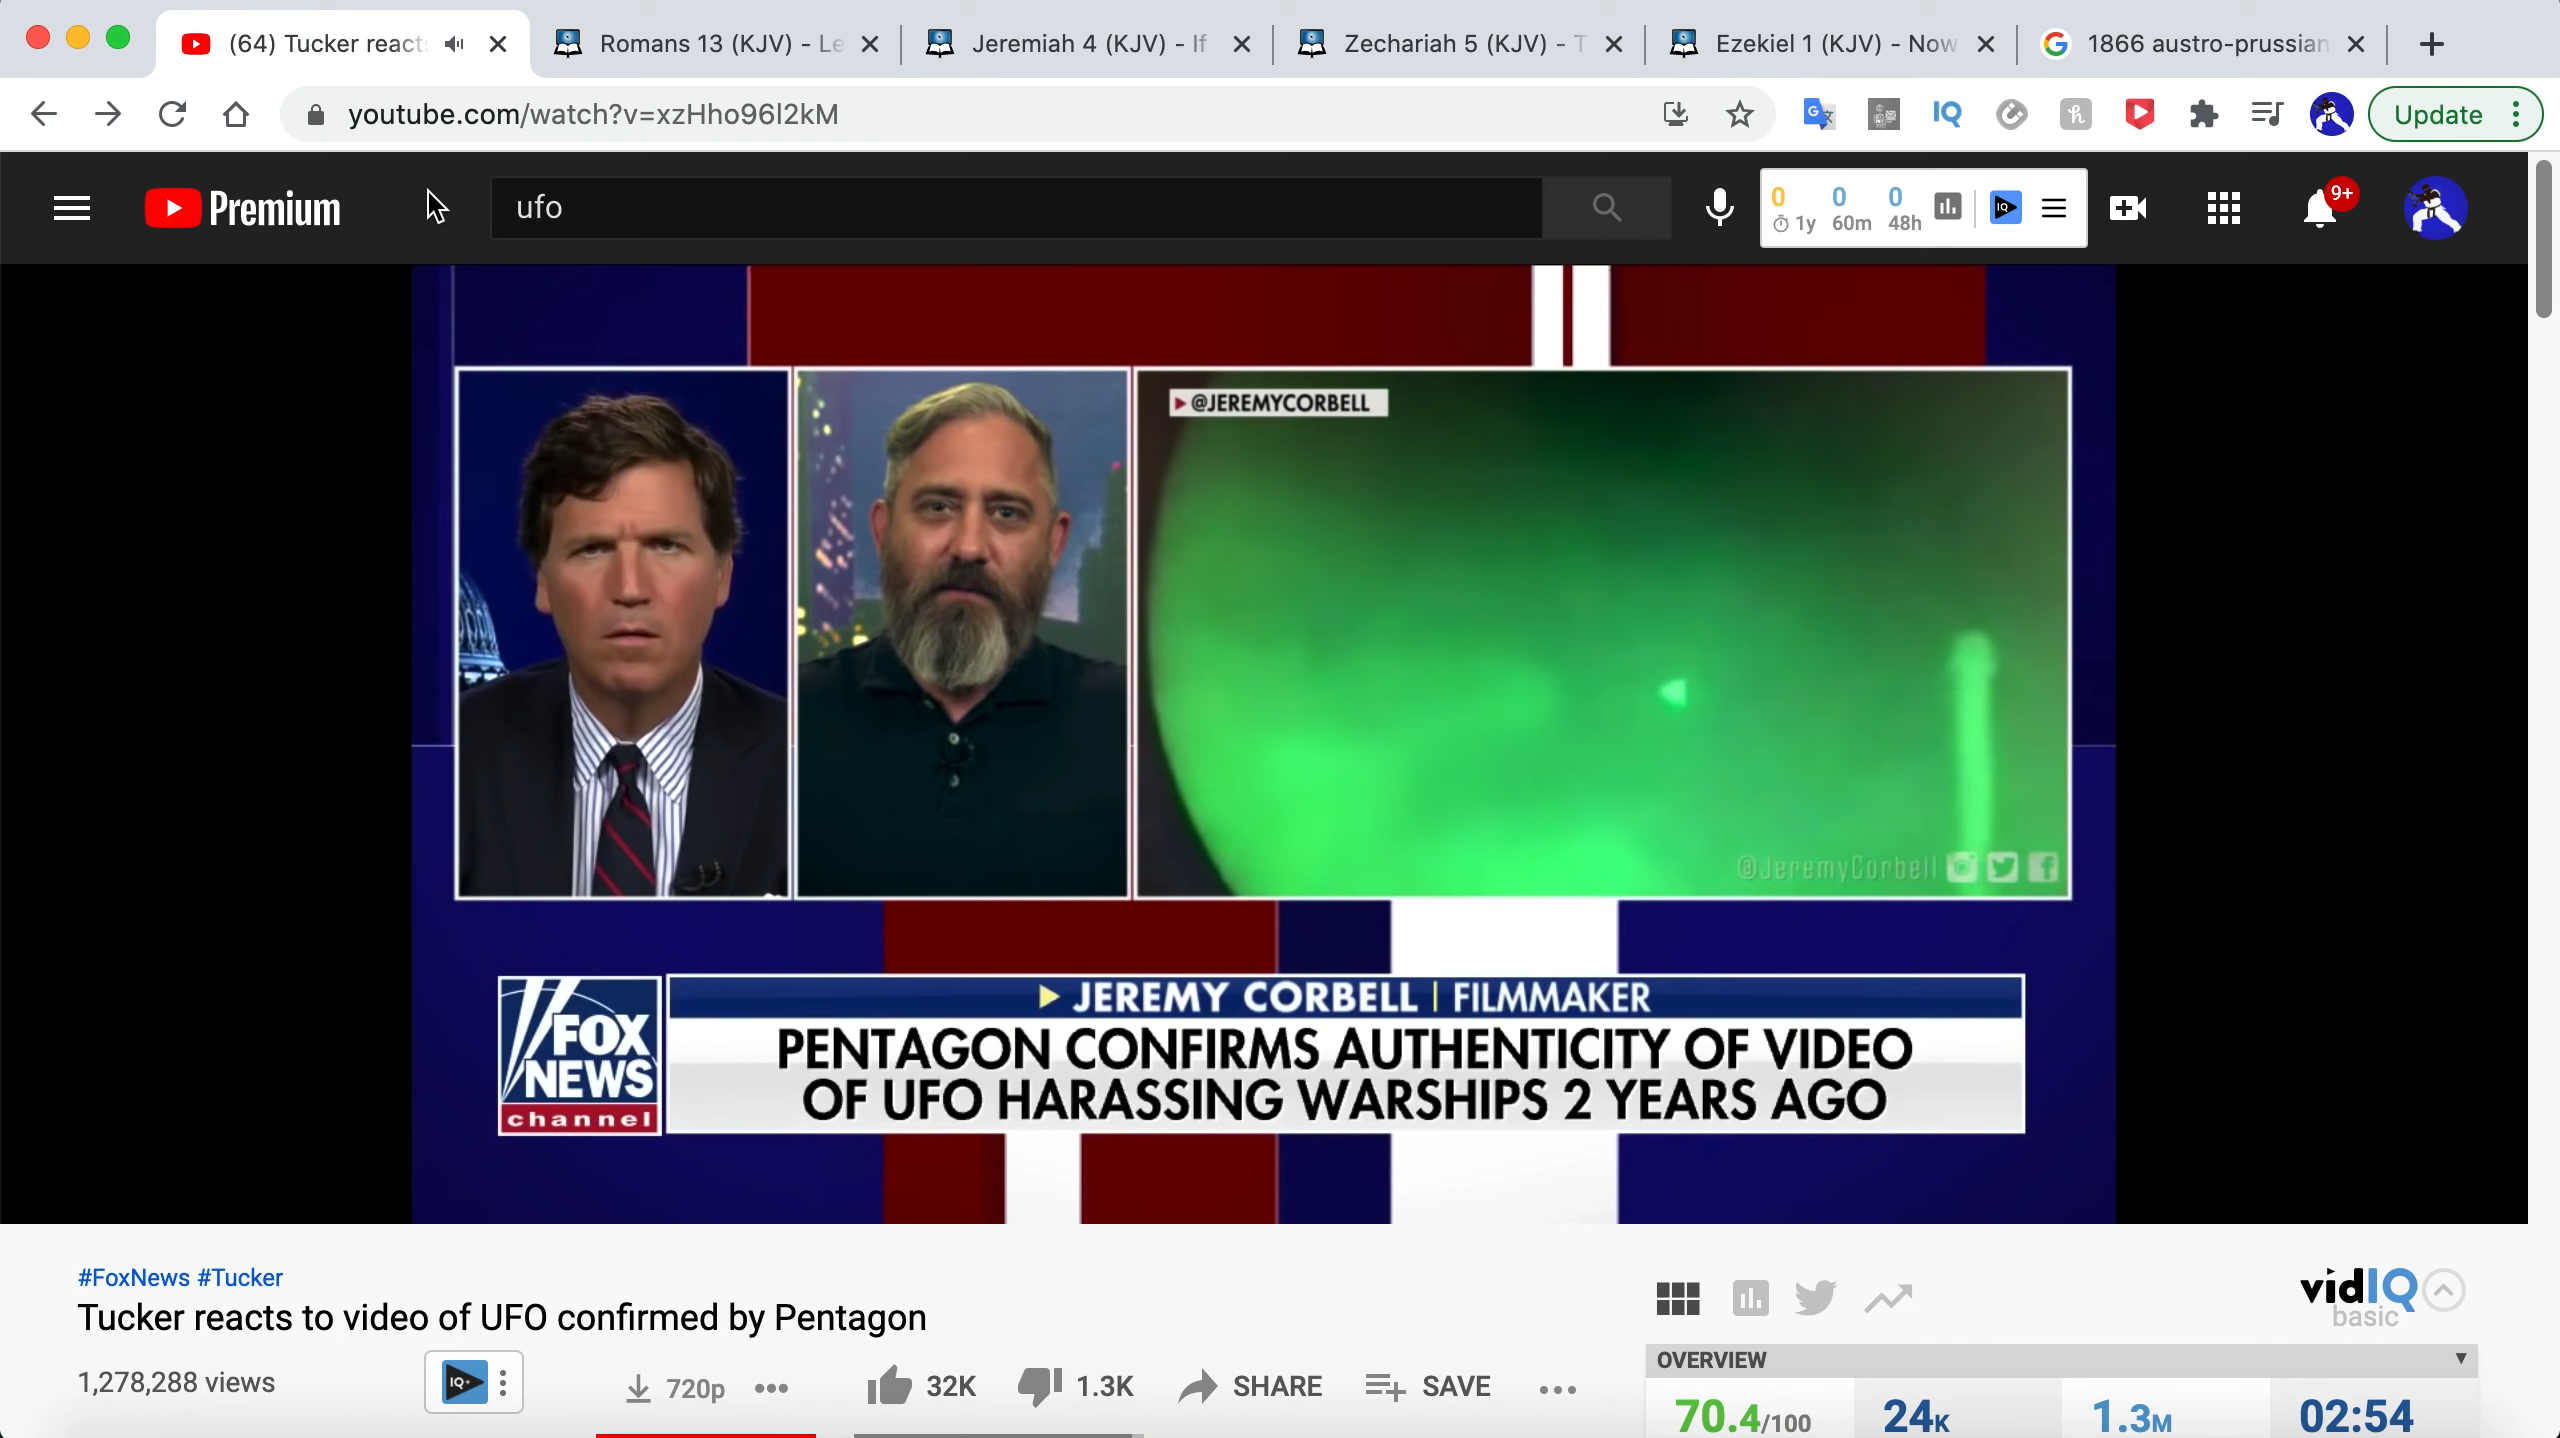 (64) Tucker react
Romans 13 (KJV) - Le
Jeremiah 4 (KJV) - If
Zechariah 5 (KJV) - T
Ezekiel 1 (KJV) - Now
1866 austro-prussian
youtube.com/watch?v=xzHho96l2kM
IQ
Update
Premium
ufo
0 0 0
1y 60m 48h
IQ
9+
@JEREMYCORBELL
@JeremyCorbell
JEREMY CORBELL | FILMMAKER
FOX NEWS channel
PENTAGON CONFIRMS AUTHENTICITY OF VIDEO
OF UFO HARASSING WARSHIPS 2 YEARS AGO
#FoxNews #Tucker
Tucker reacts to video of UFO confirmed by Pentagon
vidIQ
basic
1,278,288 views
IQ+
720p
32K
1.3K
SHARE
SAVE
OVERVIEW
70.4/100 24K 1.3M 02:54